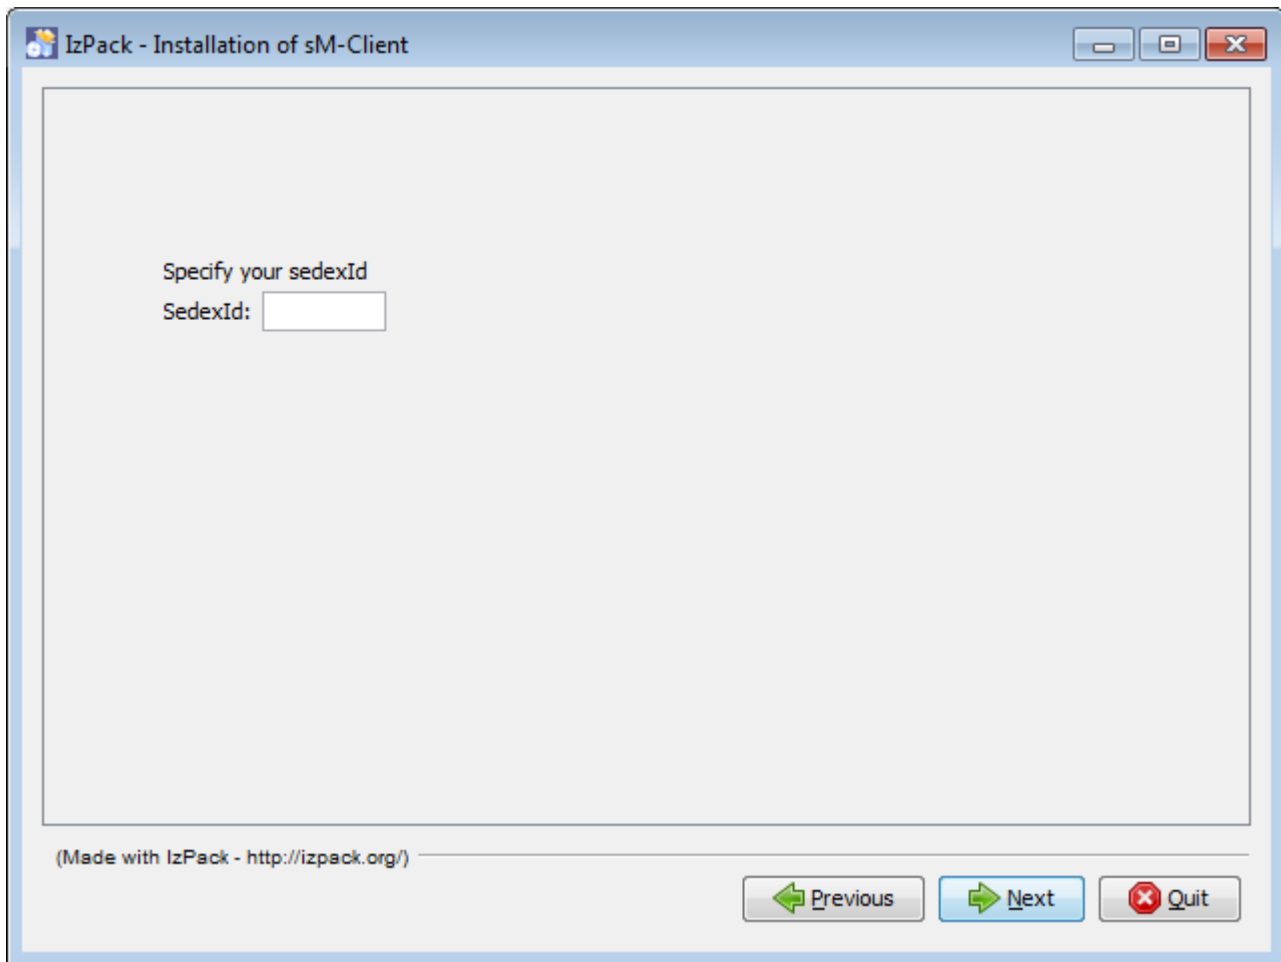 IzPack - Installation of sM-Client
Specify your sedexId
SedexId:
(Made with IzPack - http://izpack.org/)
Previous Next Quit